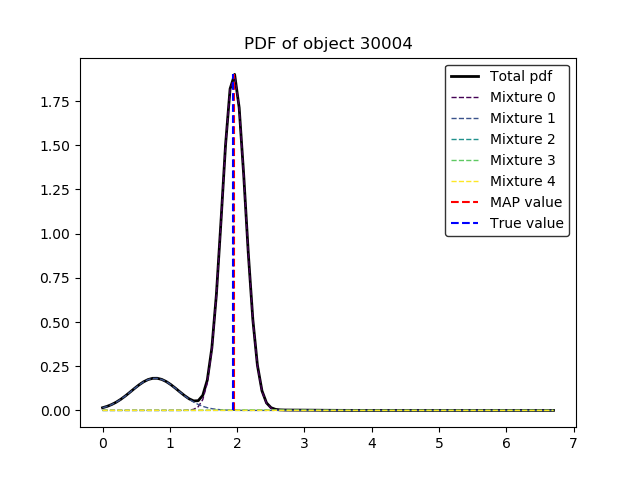 PDF of object 30004
Total pdf
Mixture 0
Mixture 1
Mixture 2
Mixture 3
Mixture 4
MAP value
True value
1.75
1.50
1.25
1.00
0.75
0.50
0.25
0.00
0 1 2 3 4 5 6 7